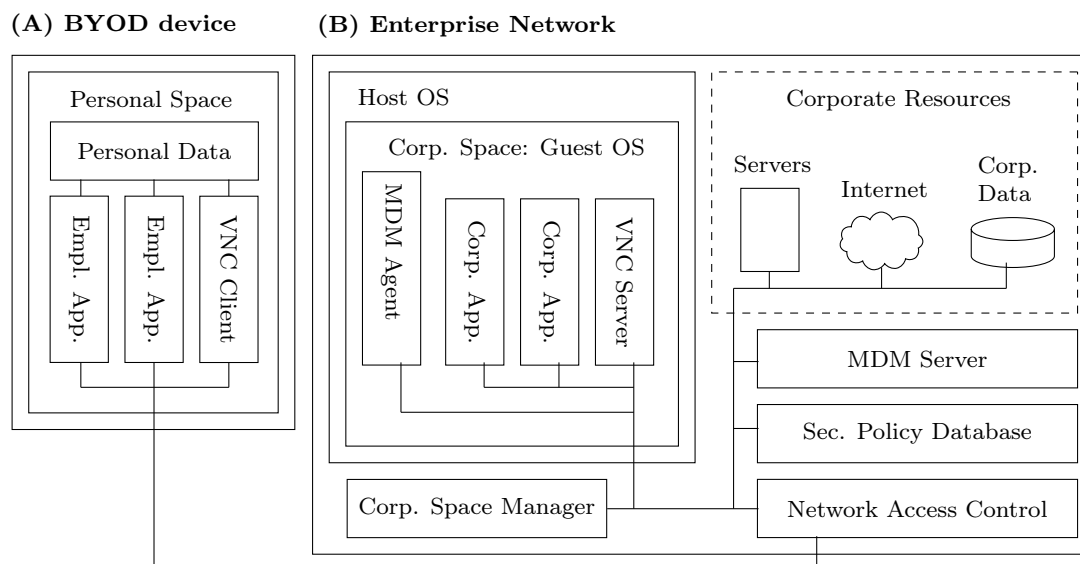 (A) BYOD device
Personal Space
Personal Data
Empl. App.
Empl. App.
VNC Client
(B) Enterprise Network
Host OS
Corp. Space: Guest OS
MDM Agent
Corp. App.
Corp. App.
VNC Server
Corp. Space Manager
Corporate Resources
Servers
Internet
Corp.
Data
MDM Server
Sec. Policy Database
Network Access Control